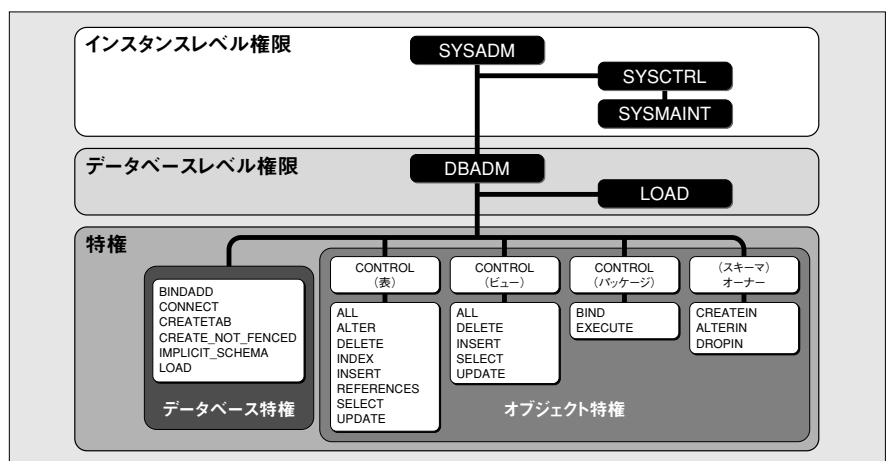 インスタンスレベル権限
SYSADM
SYSCTRL
SYSMAINT
データベースレベル権限
DBADM
LOAD
特権
BINDADD
CONNECT
CREATETAB
CREATE_NOT_FENCED
IMPLICIT_SCHEMA
LOAD
データベース特権
CONTROL
（表）
ALL
ALTER
DELETE
INDEX
INSERT
REFERENCES
SELECT
UPDATE
CONTROL
（ビュー）
ALL
DELETE
INSERT
SELECT
UPDATE
CONTROL
（パッケージ）
BIND
EXECUTE
（スキーマ）
オーナー
CREATEIN
ALTERIN
DROPIN
オブジェクト特権